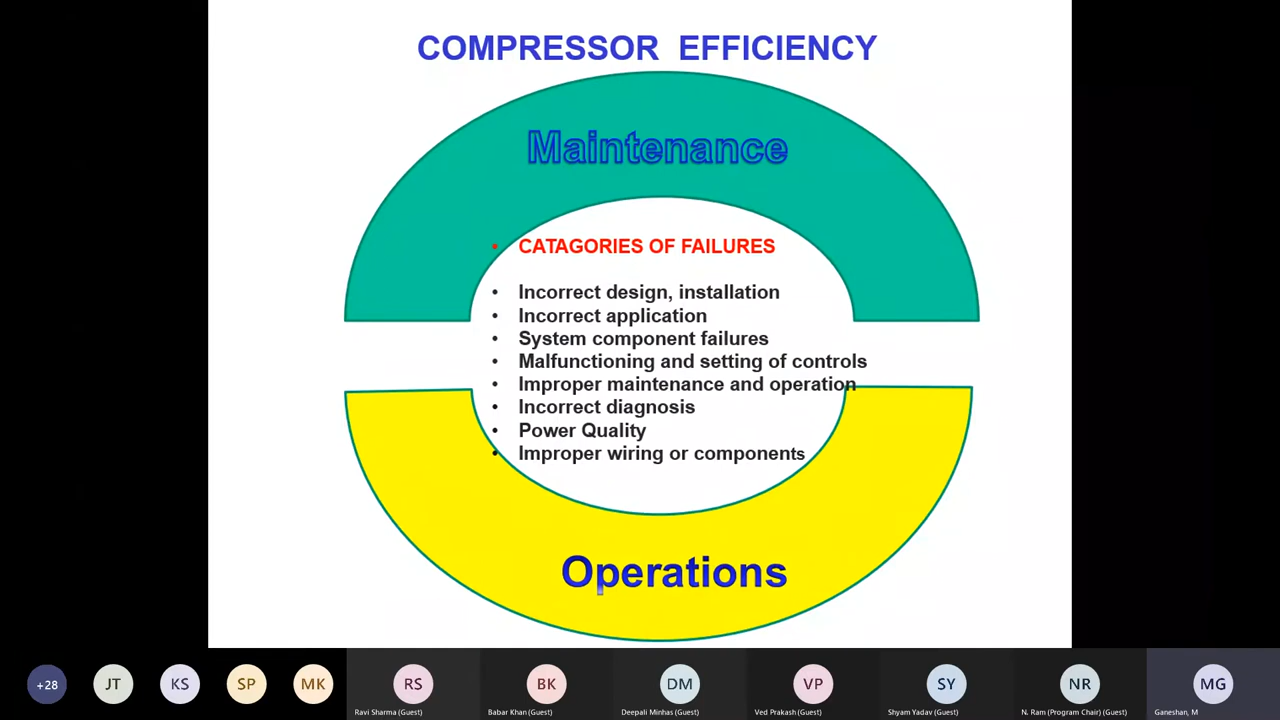 COMPRESSOR EFFICIENCY
Maintenance
• CATAGORIES OF FAILURES
• Incorrect design, installation
• Incorrect application
• System component failures
• Malfunctioning and setting of controls
• Improper maintenance and operation
• Incorrect diagnosis
• Power Quality
• Improper wiring or components
Operations
+28 JT KS SP MK RS BK DM VP SY NR MG
Ravi Sharma (Guest) Babar Khan (Guest) Deepali Minhas (Guest) Ved Prakash (Guest) Shyam Yadav (Guest) N. Ram (Program Chair) (Guest) Ganeshan, M